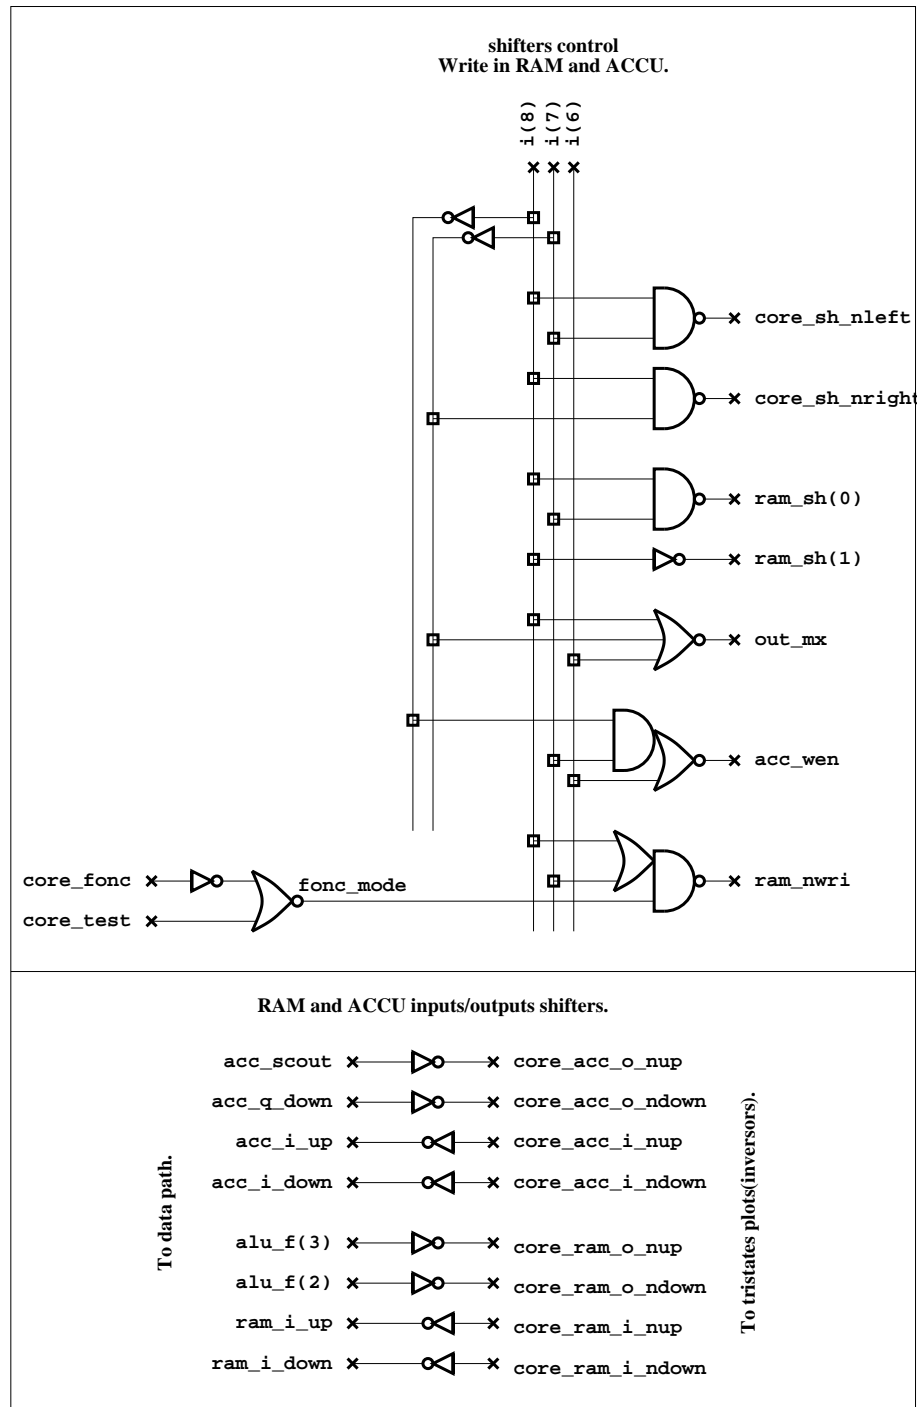 shifters control
Write in RAM and ACCU.
i(8)
i(7)
i(6)
core_sh_nleft
core_sh_nright
ram_sh(0)
ram_sh(1)
out_mx
acc_wen
core_fonc
fonc_mode
ram_nwri
core_test
RAM and ACCU inputs/outputs shifters.
acc_scout core_acc_o_nup
acc_q_down core_acc_o_ndown
acc_i_up core_acc_i_nup
acc_i_down core_acc_i_ndown
To data path.
To tristates plots(inversors).
alu_f(3) core_ram_o_nup
alu_f(2) core_ram_o_ndown
ram_i_up core_ram_i_nup
ram_i_down core_ram_i_ndown